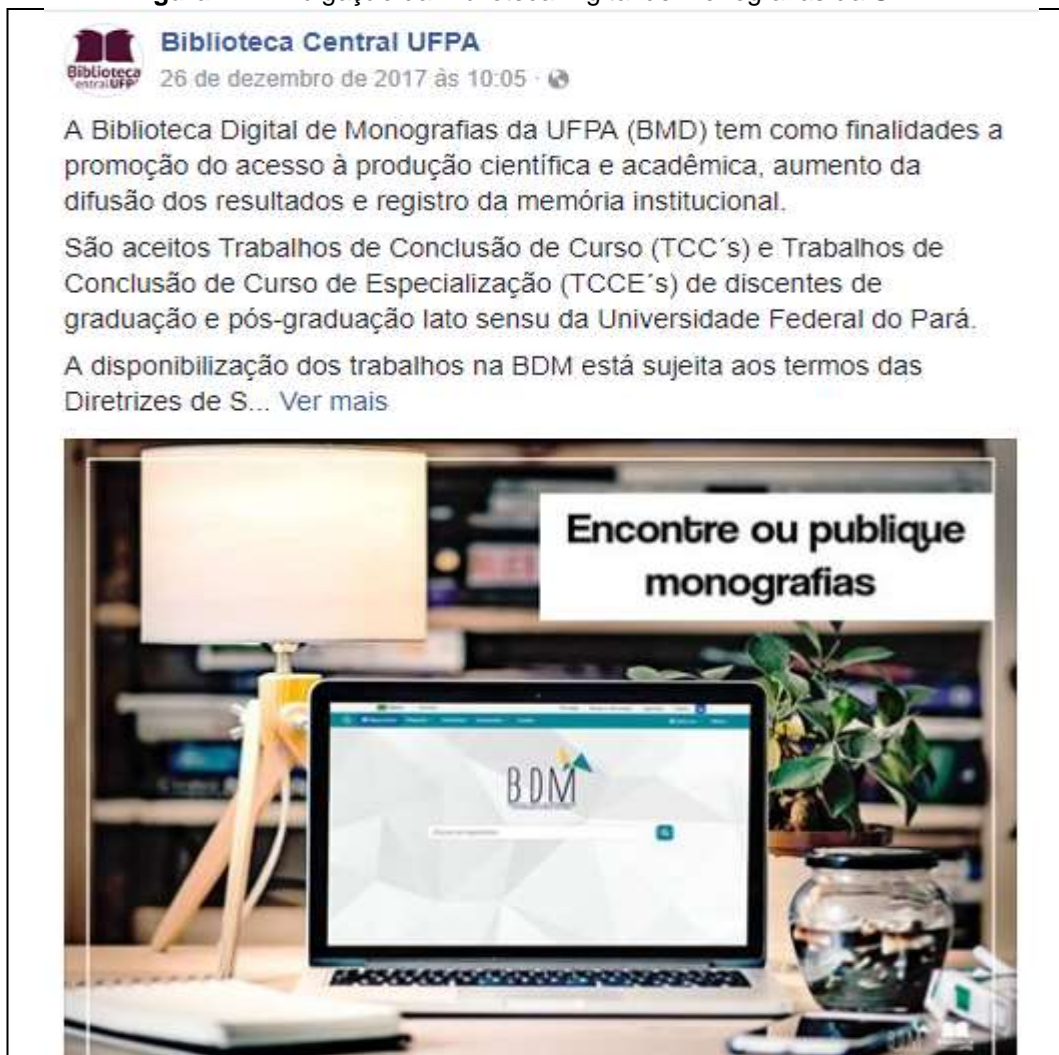 Biblioteca Central UFPA
26 de dezembro de 2017 às 10:05 ·
A Biblioteca Digital de Monografias da UFPA (BMD) tem como finalidades a
promoção do acesso à produção científica e acadêmica, aumento da
difusão dos resultados e registro da memória institucional.
São aceitos Trabalhos de Conclusão de Curso (TCC´s) e Trabalhos de
Conclusão de Curso de Especialização (TCCE´s) de discentes de
graduação e pós-graduação lato sensu da Universidade Federal do Pará.
A disponibilização dos trabalhos na BDM está sujeita aos termos das
Diretrizes de S... Ver mais
Encontre ou publique
monografias
BDM
BDM